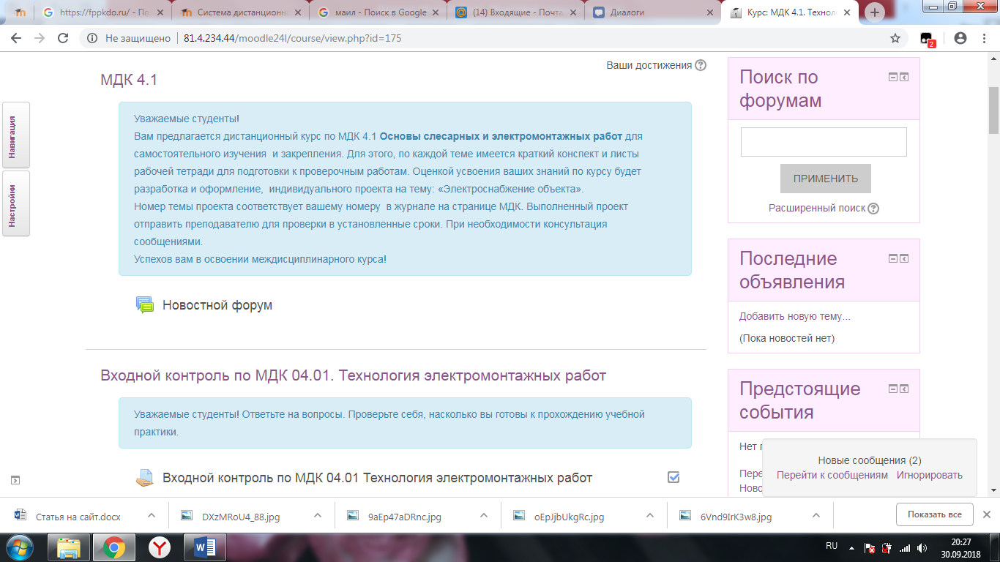 https://fppkdo.ru/ - По
Система дистанционн
маил - Поиск в Google
(14) Входящие - Почта
Диалоги
Курс: МДК 4.1. Технол
Не защищено
81.4.234.44/moodle24l/course/view.php?id=175
2
Навигация
Настройки
Ваши достижения
МДК 4.1
Уважаемые студенты!
Вам предлагается дистанционный курс по МДК 4.1 Основы слесарных и электромонтажных работ для
самостоятельного изучения и закрепления. Для этого, по каждой теме имеется краткий конспект и листы
рабочей тетради для подготовки к проверочным работам. Оценкой усвоения ваших знаний по курсу будет
разработка и оформление, индивидуального проекта на тему: «Электроснабжение объекта».
Номер темы проекта соответствует вашему номеру в журнале на странице МДК. Выполненный проект
отправить преподавателю для проверки в установленные сроки. При необходимости консультация
сообщениями.
Успехов вам в освоении междисциплинарного курса!
Новостной форум
Входной контроль по МДК 04.01. Технология электромонтажных работ
Уважаемые студенты! Ответьте на вопросы. Проверьте себя, насколько вы готовы к прохождению учебной
практики.
Входной контроль по МДК 04.01 Технология электромонтажных работ
Поиск по
форумам
ПРИМЕНИТЬ
Расширенный поиск
Последние
объявления
Добавить новую тему...
(Пока новостей нет)
Предстоящие
события
Нет
Пере
Ново
Новые сообщения (2)
Перейти к сообщениям Игнорировать
Статья на сайт.docx
DXzMRoU4_88.jpg
9aEp47aDRnc.jpg
oEpJjbUkgRc.jpg
6Vnd9IrK3w8.jpg
Показать все
RU
20:27
30.09.2018